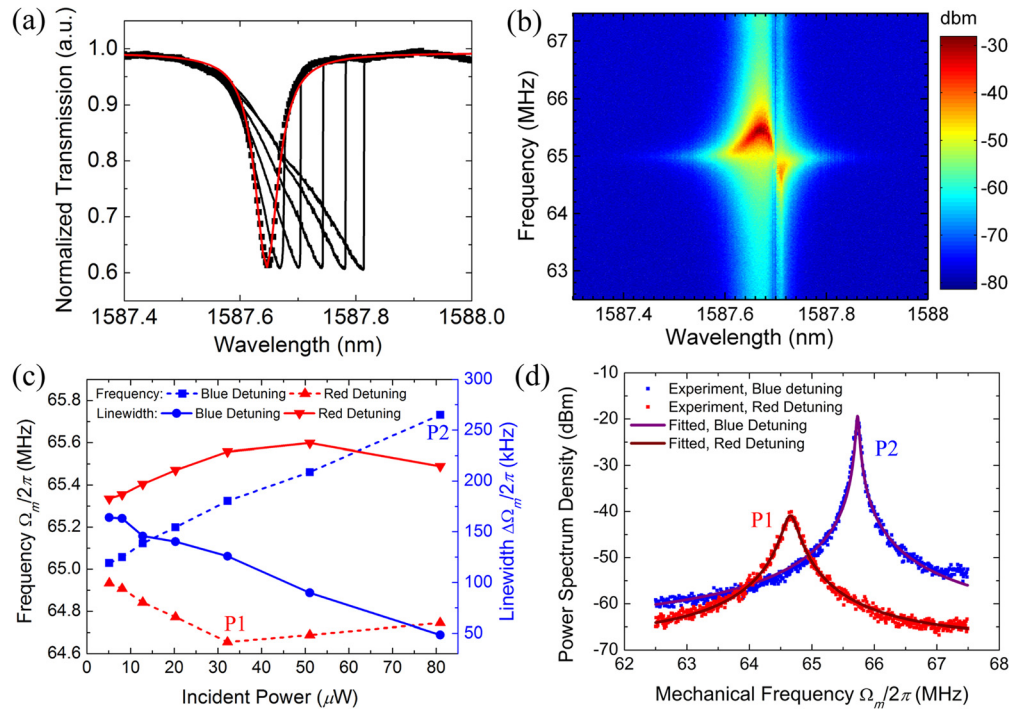 (a)
Normalized Transmission (a.u.)
1.0
0.9
0.8
0.7
0.6
1587.4
1587.6
1587.8
1588.0
Wavelength (nm)
(b)
dbm
Frequency (MHz)
67
66
65
64
63
1587.4
1587.6
1587.8
1588
Wavelength (nm)
-30
-40
-50
-60
-70
-80
(c)
Frequency Ωm/2π (MHz)
65.8
65.6
65.4
65.2
65.0
64.8
64.6
Frequency: Blue Detuning Red Detuning
Linewidth: Blue Detuning Red Detuning
P2
P1
0 10 20 30 40 50 60 70 80
Incident Power (μW)
300
250
200
150
100
50
Linewidth ΔΩm/2π (kHz)
(d)
Power Spectrum Density (dBm)
-10
-20
-30
-40
-50
-60
-70
Experiment, Blue detuning
Experiment, Red Detuning
Fitted, Blue Detuning
Fitted, Red Detuning
P2
P1
62 63 64 65 66 67 68
Mechanical Frequency Ωm/2π (MHz)